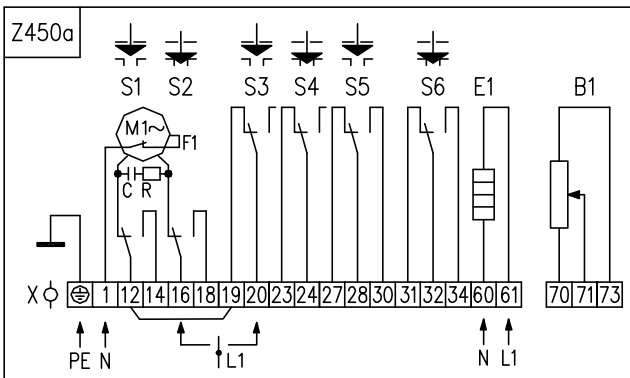 Z450a
S1 S2 S3 S4 S5 S6 E1 B1
M1~
F1
C R
X 1 12 14 16 18 19 20 23 24 27 28 30 31 32 34 60 61 70 71 73
PE N L1 N L1